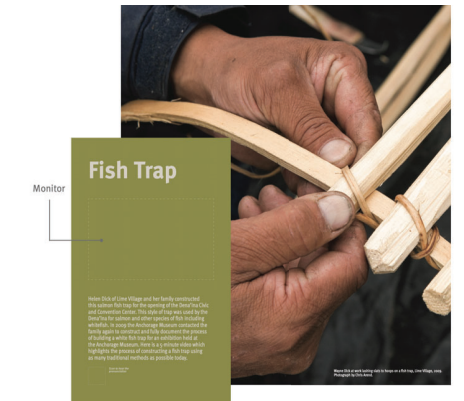 Fish Trap
Monitor
Helen Dick of Lime Village and her family constructed
this salmon fish trap for the opening of the Dena'ina Civic
and Convention Center. This style of trap was used by the
Dena'ina for salmon and other species of fish including
whitefish. In 2009 the Anchorage Museum contacted the
family again to construct and fully document the process
of building a white fish trap for an exhibition held at
the Anchorage Museum. Here is a 5 minute video which
highlights the process of constructing a fish trap using
as many traditional methods as possible today.
Wayne Dick at work lashing slats to hoops on a fish trap, Lime Village, 2009.
Photograph by Chris Arend.